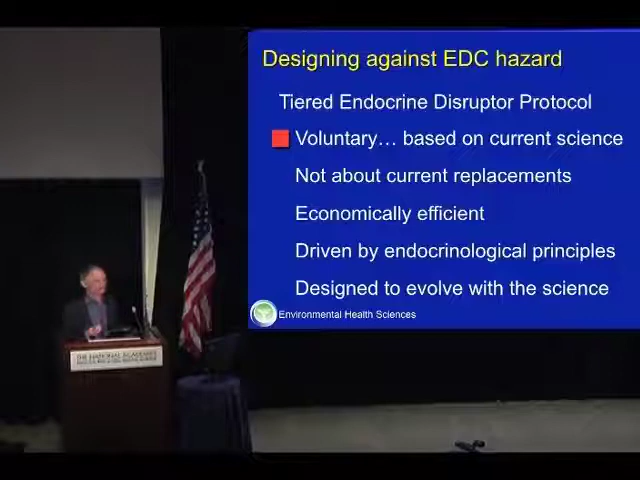 Designing against EDC hazard
Tiered Endocrine Disruptor Protocol
Voluntary… based on current science
Not about current replacements
Economically efficient
Driven by endocrinological principles
Designed to evolve with the science
Environmental Health Sciences
THE NATIONAL ACADEMIES